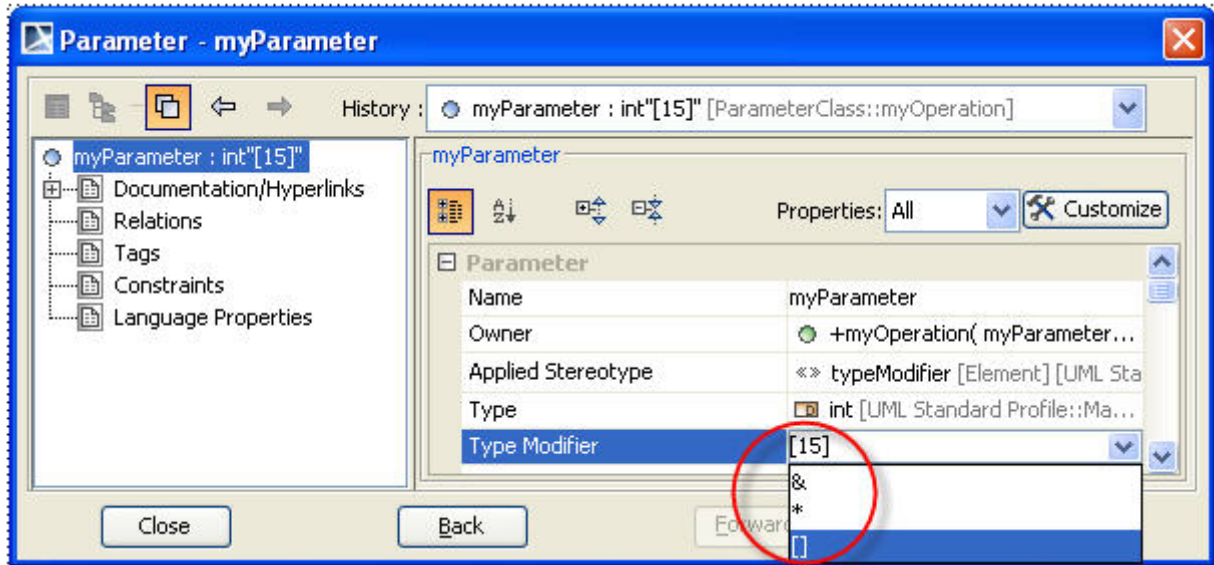 Parameter - myParameter
History : myParameter : int"[15]" [ParameterClass::myOperation]
myParameter : int"[15]"
Documentation/Hyperlinks
Relations
Tags
Constraints
Language Properties
myParameter
Properties: All Customize
Parameter
Name myParameter
Owner +myOperation( myParameter...
Applied Stereotype «» typeModifier [Element] [UML Sta
Type int [UML Standard Profile::Ma...
Type Modifier [15]
&
*
[]
Close Back Forward